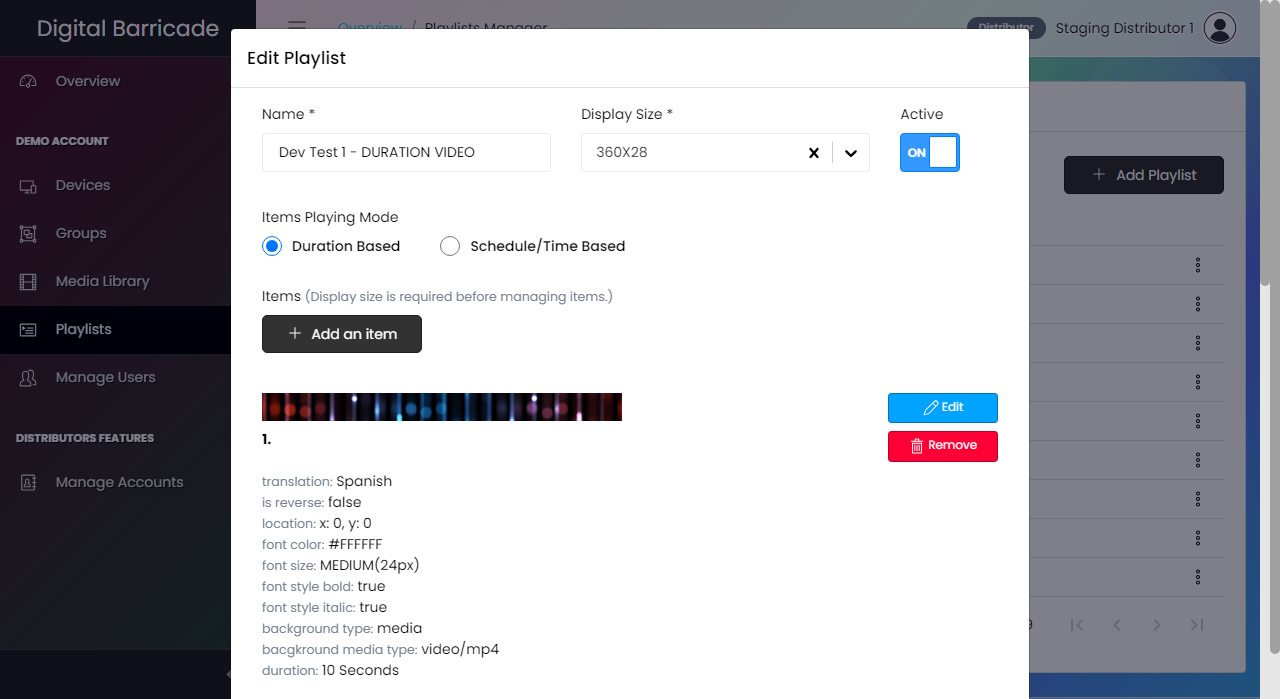 Digital Barricade
Overview / Playlists Manager
Distributor
Staging Distributor 1
Edit Playlist
Overview
DEMO ACCOUNT
Devices
Groups
Media Library
Playlists
Manage Users
DISTRIBUTORS FEATURES
Manage Accounts
Name *
Display Size *
Active
Dev Test 1 - DURATION VIDEO
360X28
ON
Add Playlist
Items Playing Mode
Duration Based
Schedule/Time Based
Items (Display size is required before managing items.)
Add an item
Edit
1.
Remove
translation: Spanish
is reverse: false
location: x: 0, y: 0
font color: #FFFFFF
font size: MEDIUM(24px)
font style bold: true
font style italic: true
background type: media
bacgkround media type: video/mp4
duration: 10 Seconds